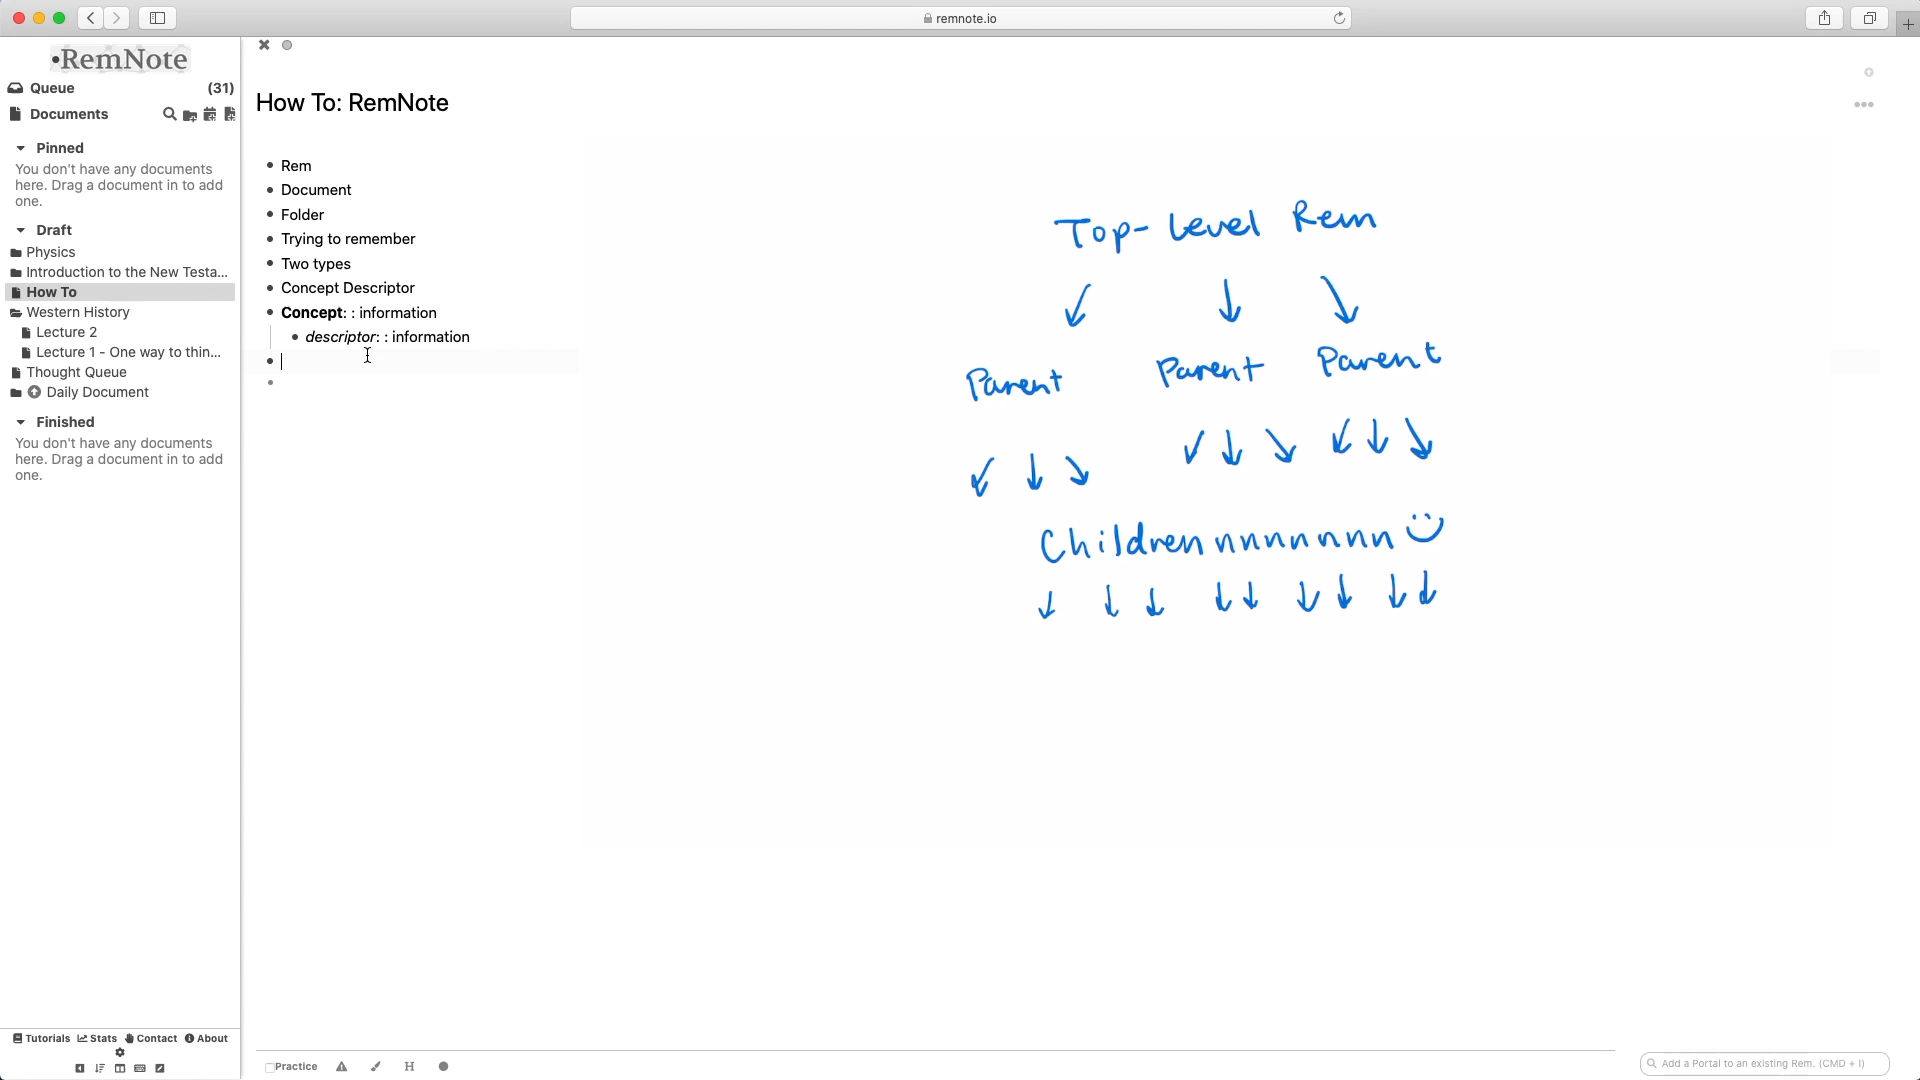 remnote.io
RemNote
Queue (31)
Documents
Pinned
You don't have any documents
here. Drag a document in to add
one.
Draft
Physics
Introduction to the New Testa...
How To
Western History
Lecture 2
Lecture 1 - One way to thin...
Thought Queue
Daily Document
Finished
You don't have any documents
here. Drag a document in to add
one.
Tutorials Stats Contact About
How To: RemNote
Rem
Document
Folder
Trying to remember
Two types
Concept Descriptor
Concept: : information
descriptor: : information
Top-Level Rem
Parent Parent Parent
Childrennnnnnnn
Practice H
Add a Portal to an existing Rem. (CMD + I)